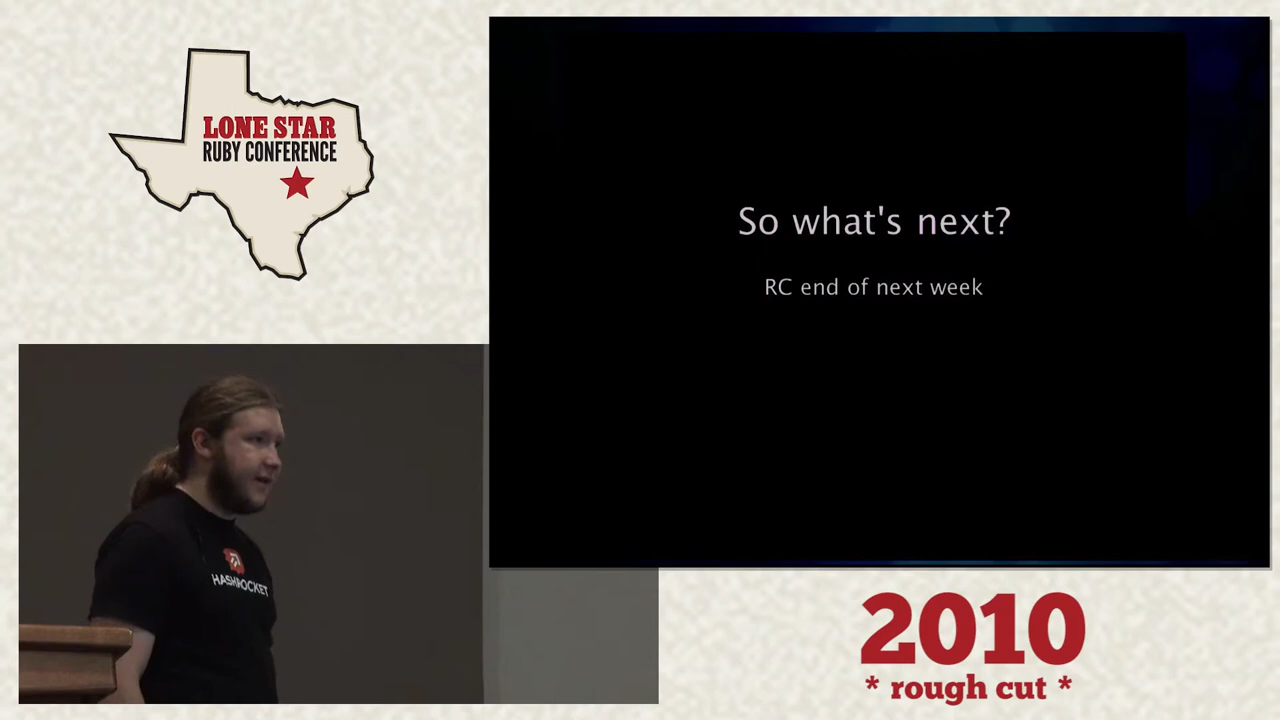 LONE STAR
RUBY CONFERENCE
So what's next?
RC end of next week
HASHROCKET
2010
* rough cut *